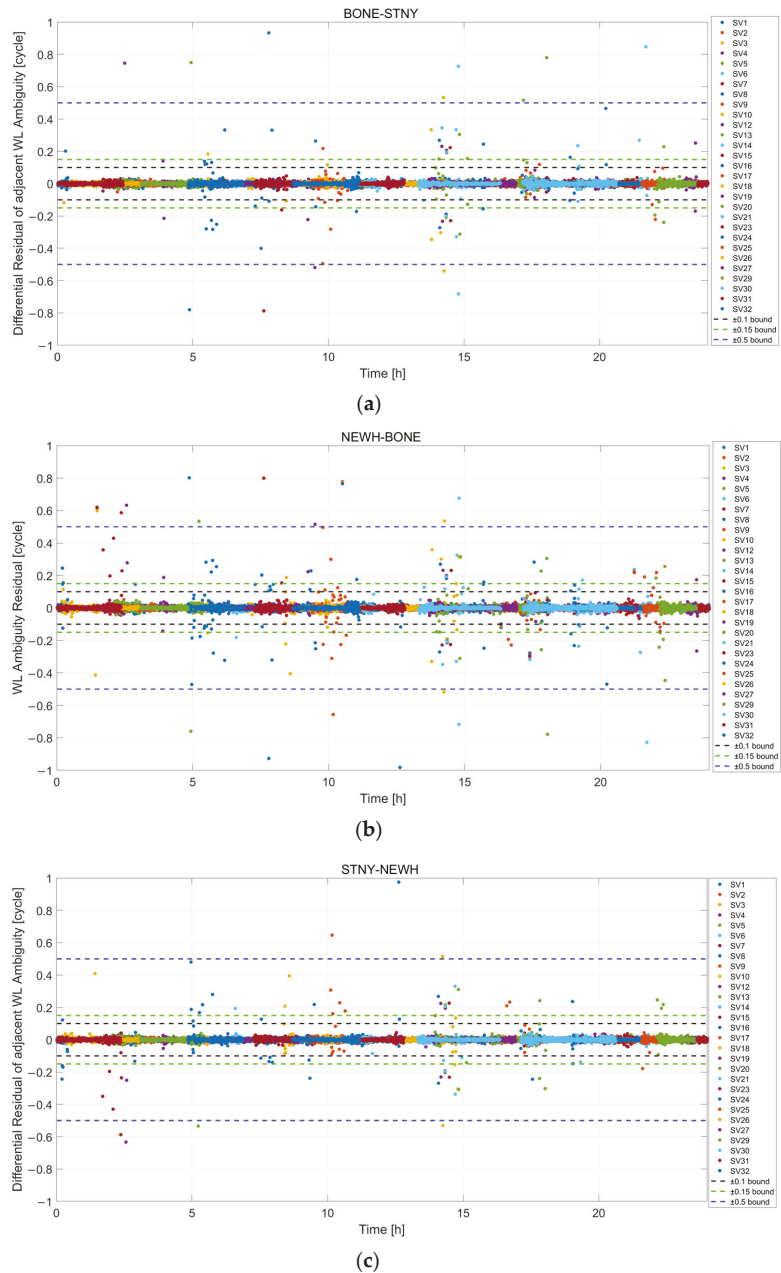 BONE-STNY
Differential Residual of adjacent WL Ambiguity [cycle]
1
0.8
0.6
0.4
0.2
0
−0.2
−0.4
−0.6
−0.8
−1
0
5
10
15
20
Time [h]
SV1
SV2
SV3
SV4
SV5
SV6
SV7
SV8
SV9
SV10
SV12
SV13
SV14
SV15
SV16
SV17
SV18
SV19
SV20
SV21
SV23
SV24
SV25
SV26
SV27
SV29
SV30
SV31
SV32
±0.1 bound
±0.15 bound
±0.5 bound
(a)
NEWH-BONE
WL Ambiguity Residual [cycle]
1
0.8
0.6
0.4
0.2
0
−0.2
−0.4
−0.6
−0.8
−1
0
5
10
15
20
Time [h]
SV1
SV2
SV3
SV4
SV5
SV6
SV7
SV8
SV9
SV10
SV12
SV13
SV14
SV15
SV16
SV17
SV18
SV19
SV20
SV21
SV23
SV24
SV25
SV26
SV27
SV29
SV30
SV31
SV32
±0.1 bound
±0.15 bound
±0.5 bound
(b)
STNY-NEWH
Differential Residual of adjacent WL Ambiguity [cycle]
1
0.8
0.6
0.4
0.2
0
−0.2
−0.4
−0.6
−0.8
−1
0
5
10
15
20
Time [h]
SV1
SV2
SV3
SV4
SV5
SV6
SV7
SV8
SV9
SV10
SV12
SV13
SV14
SV15
SV16
SV17
SV18
SV19
SV20
SV21
SV23
SV24
SV25
SV26
SV27
SV29
SV30
SV31
SV32
±0.1 bound
±0.15 bound
±0.5 bound
(c)